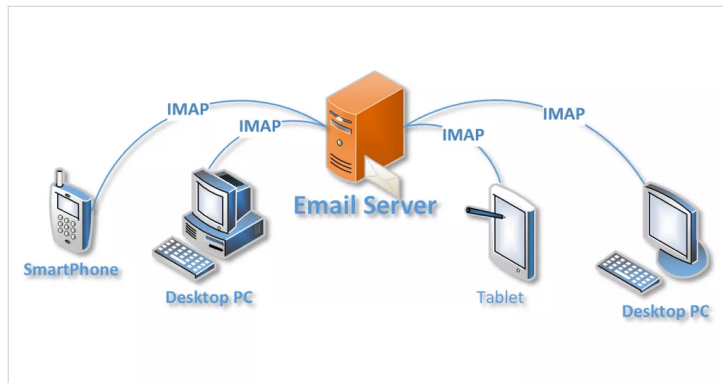 IMAP
IMAP
IMAP
IMAP
Email Server
SmartPhone
Desktop PC
Tablet
Desktop PC